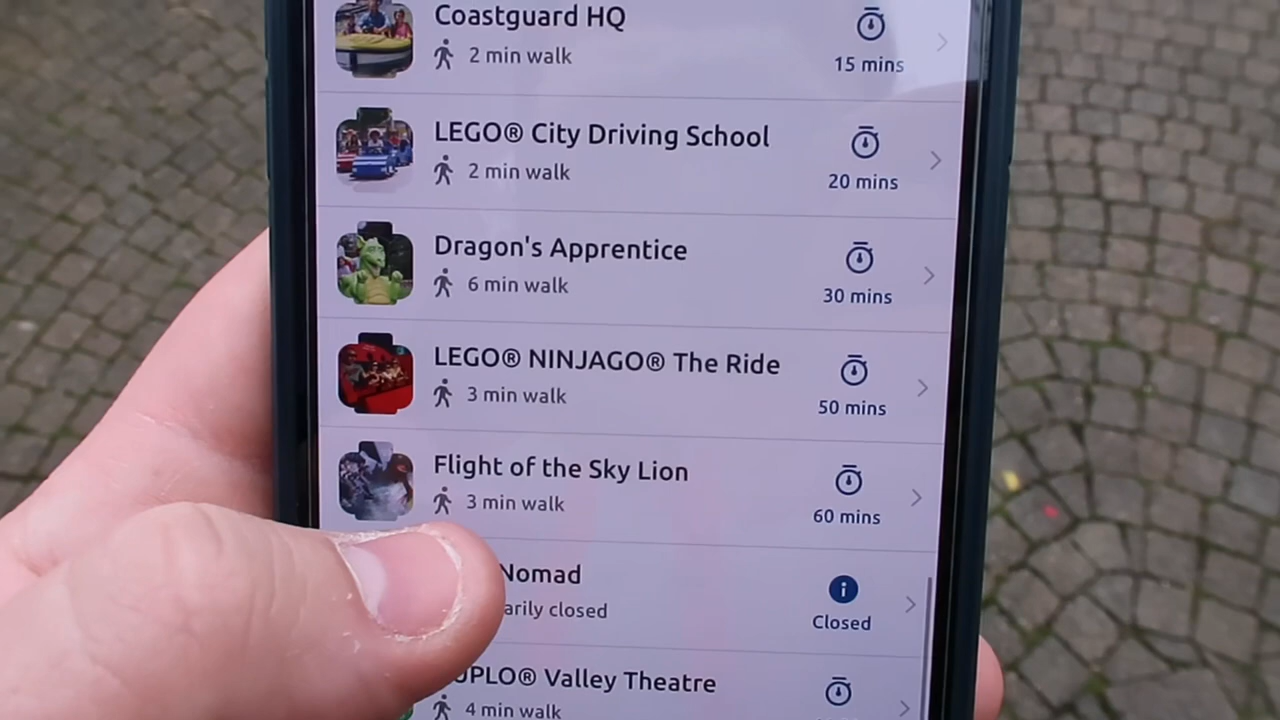 Coastguard HQ
2 min walk
15 mins
LEGO® City Driving School
2 min walk
20 mins
Dragon's Apprentice
6 min walk
30 mins
LEGO® NINJAGO® The Ride
3 min walk
50 mins
Flight of the Sky Lion
3 min walk
60 mins
Nomad
arily closed
Closed
UPLO® Valley Theatre
4 min walk